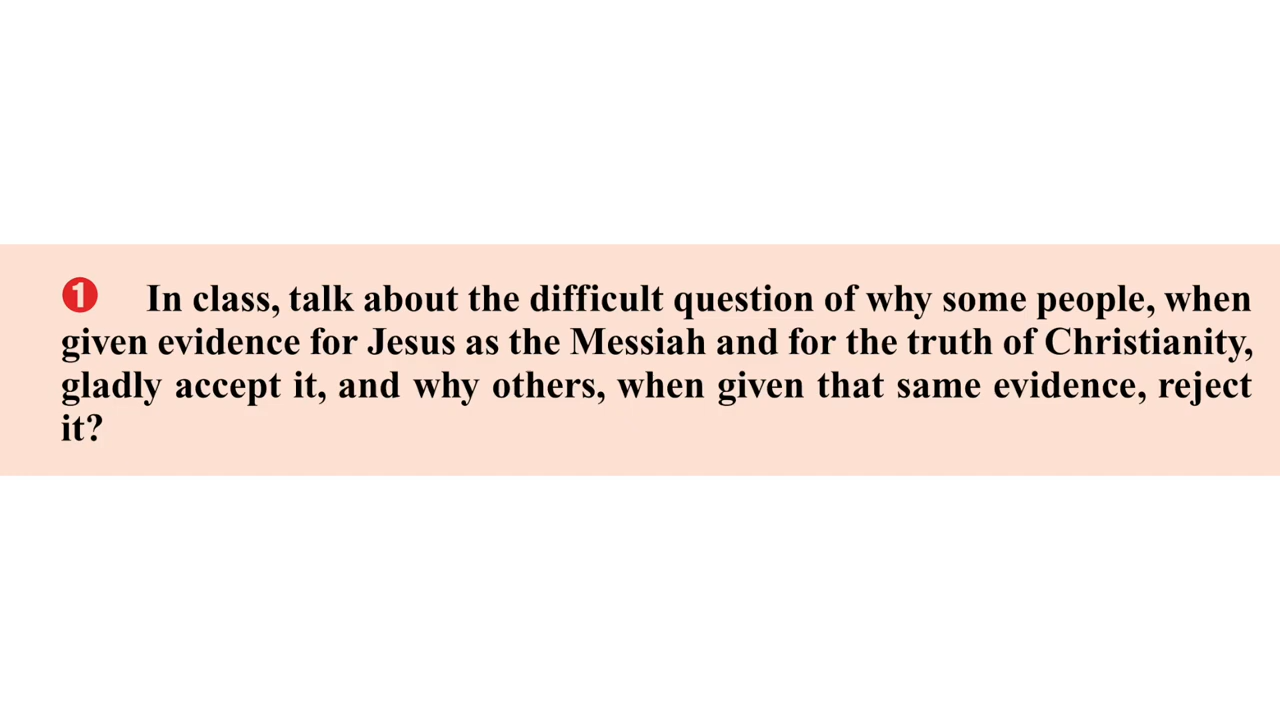 ❶ In class, talk about the difficult question of why some people, when
given evidence for Jesus as the Messiah and for the truth of Christianity,
gladly accept it, and why others, when given that same evidence, reject
it?